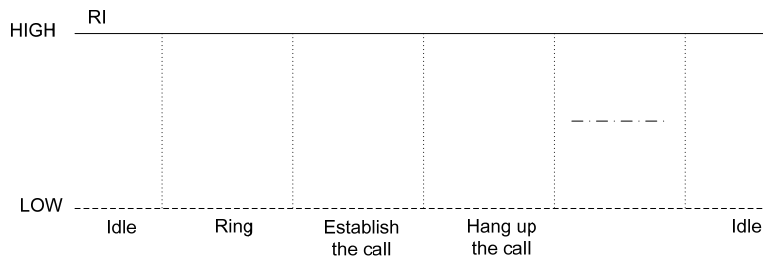 RI
HIGH
LOW
Idle
Ring
Establish
the call
Hang up
the call
Idle